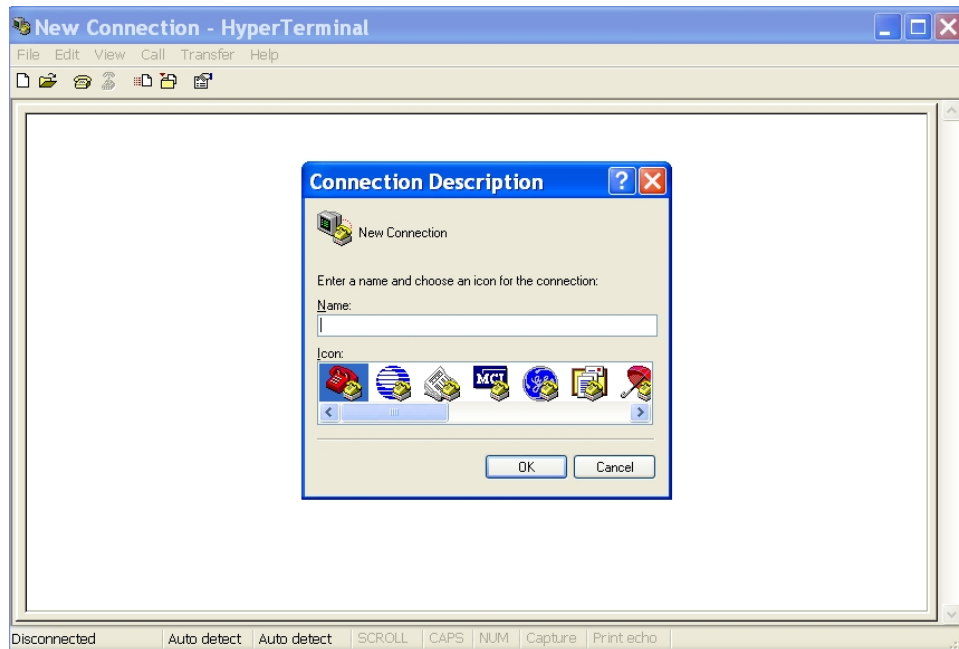 New Connection - HyperTerminal
File Edit View Call Transfer Help
Connection Description
New Connection
Enter a name and choose an icon for the connection:
Name:
Icon:
MCI
OK Cancel
Disconnected Auto detect Auto detect SCROLL CAPS NUM Capture Print echo